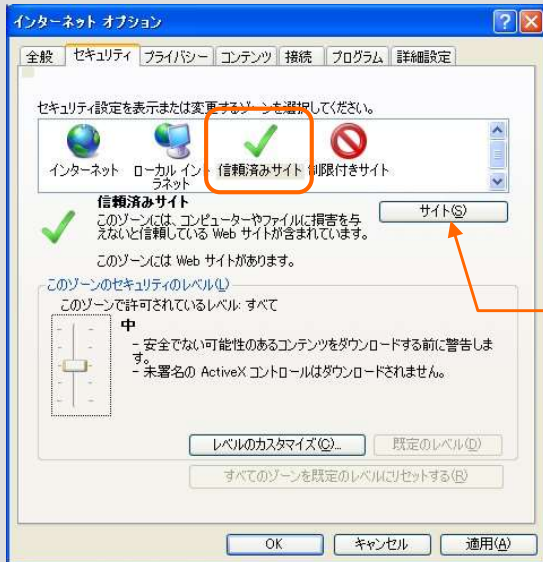 インターネット オプション
全般 セキュリティ プライバシー コンテンツ 接続 プログラム 詳細設定
セキュリティ設定を表示または変更するゾーンを選択してください。
インターネット
ローカル イントラネット
信頼済みサイト
制限付きサイト
信頼済みサイト
このゾーンには、コンピューターやファイルに損害を与
えないと信頼している Web サイトが含まれています。
サイト(S)
このゾーンには Web サイトがあります。
このゾーンのセキュリティのレベル(L)
このゾーンで許可されているレベル: すべて
中
- 安全でない可能性のあるコンテンツをダウンロードする前に警告しま
す。
- 未署名の ActiveX コントロールはダウンロードされません。
レベルのカスタマイズ(C)... 既定のレベル(D)
すべてのゾーンを既定のレベルにリセットする(R)
OK キャンセル 適用(A)